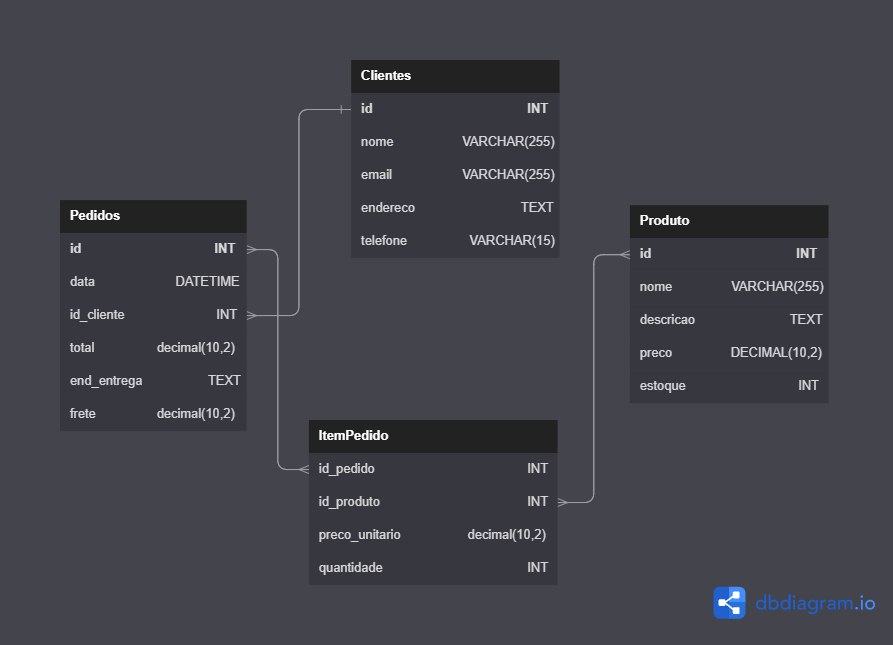 Clientes
id INT
nome VARCHAR(255)
email VARCHAR(255)
endereco TEXT
telefone VARCHAR(15)
Pedidos
id INT
data DATETIME
id_cliente INT
total decimal(10,2)
end_entrega TEXT
frete decimal(10,2)
Produto
id INT
nome VARCHAR(255)
descricao TEXT
preco DECIMAL(10,2)
estoque INT
ItemPedido
id_pedido INT
id_produto INT
preco_unitario decimal(10,2)
quantidade INT
dbdiagram.io